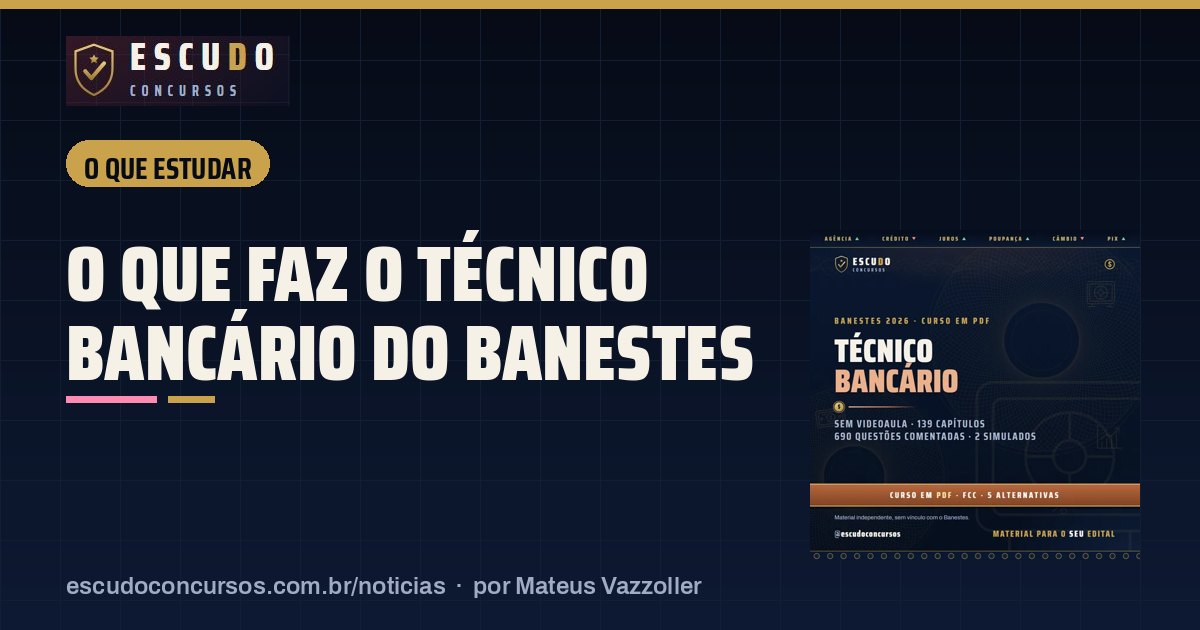 ESCUDO
CONCURSOS
O QUE ESTUDAR
O QUE FAZ O TÉCNICO
BANCÁRIO DO BANESTES
AGÊNCIA ▲ CRÉDITO ▼ JUROS ▲ POUPANÇA ▲ CÂMBIO ▼ PIX ▲
ESCUDO
CONCURSOS
$
BANESTES 2026 · CURSO EM PDF
TÉCNICO
BANCÁRIO
SEM VIDEOAULA · 139 CAPÍTULOS
690 QUESTÕES COMENTADAS · 2 SIMULADOS
CURSO EM PDF · FCC · 5 ALTERNATIVAS
Material independente, sem vínculo com o Banestes.
@escudoconcursos
MATERIAL PARA O SEU EDITAL
escudoconcursos.com.br/noticias · por Mateus Vazzoller